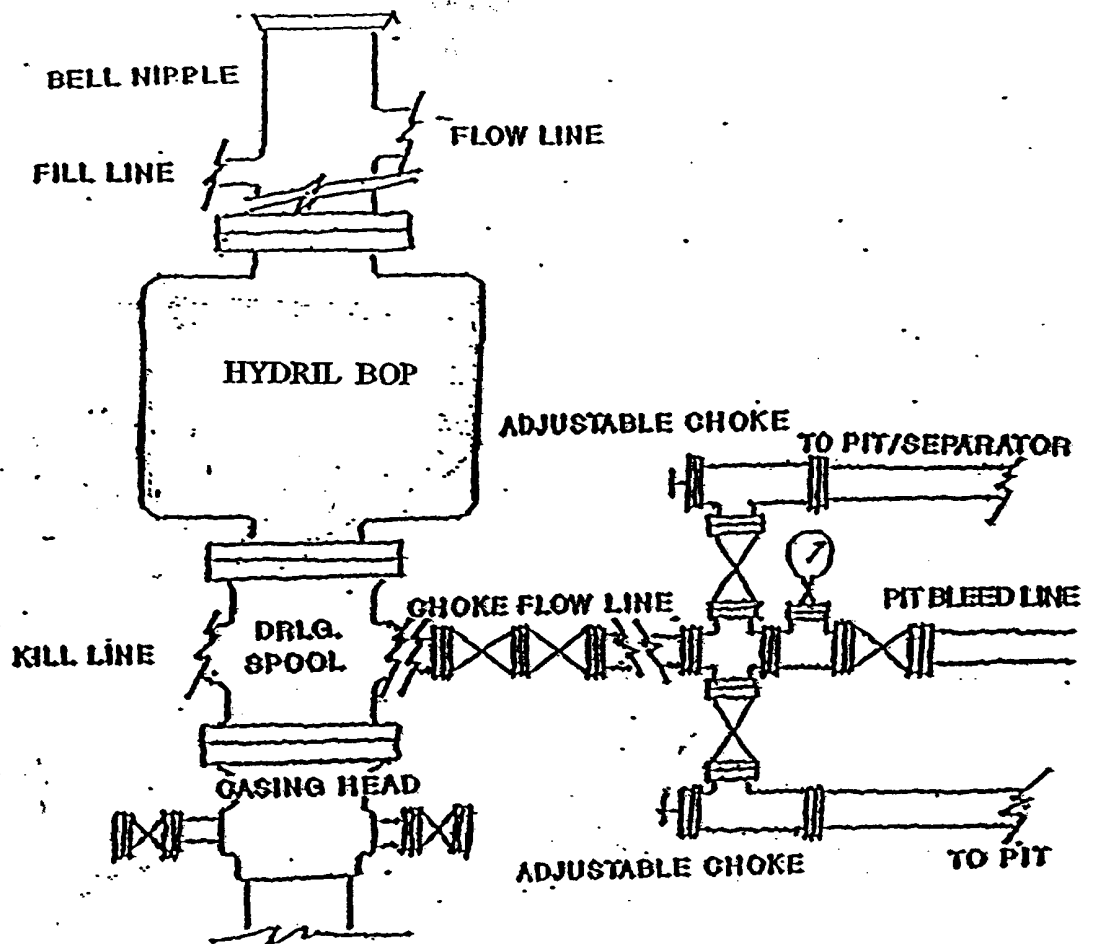 BELL NIPPLE
FLOW LINE
FILL LINE
HYDRIL BOP
ADJUSTABLE CHOKE
TO PIT/SEPARATOR
CHOKE FLOW LINE
PIT BLEED LINE
KILL LINE
DRLG.
SPOOL
CASING HEAD
ADJUSTABLE CHOKE
TO PIT